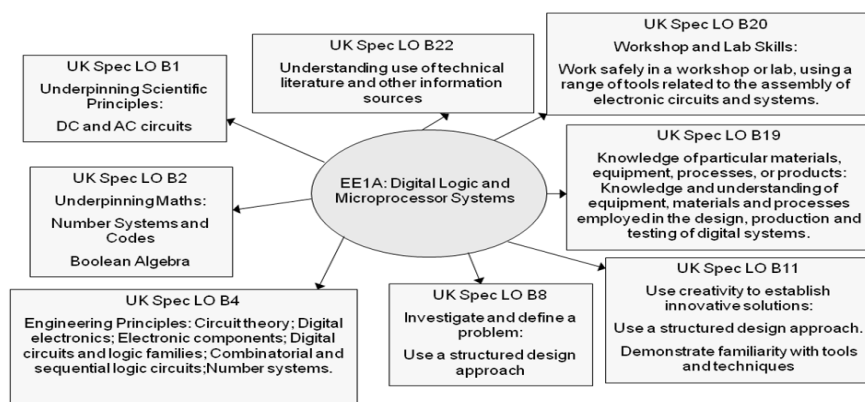 UK Spec LO B1
Underpinning Scientific
Principles:
DC and AC circuits
UK Spec LO B22
Understanding use of technical
literature and other information
sources
UK Spec LO B20
Workshop and Lab Skills:
Work safely in a workshop or lab, using
a range of tools related to the assembly
of electronic circuits and systems.
UK Spec LO B2
Underpinning Maths:
Number Systems and
Codes
Boolean Algebra
EE1A: Digital Logic and
Microprocessor Systems
UK Spec LO B19
Knowledge of particular materials,
equipment, processes, or products:
Knowledge and understanding of
equipment, materials and processes
employed in the design, production and
testing of digital systems.
UK Spec LO B4
Engineering Principles: Circuit theory; Digital
electronics; Electronic components; Digital
circuits and logic families; Combinatorial and
sequential logic circuits;Number systems.
UK Spec LO B8
Investigate and define a
problem:
Use a structured design
approach
UK Spec LO B11
Use creativity to establish
innovative solutions:
Use a structured design approach.
Demonstrate familiarity with tools
and techniques